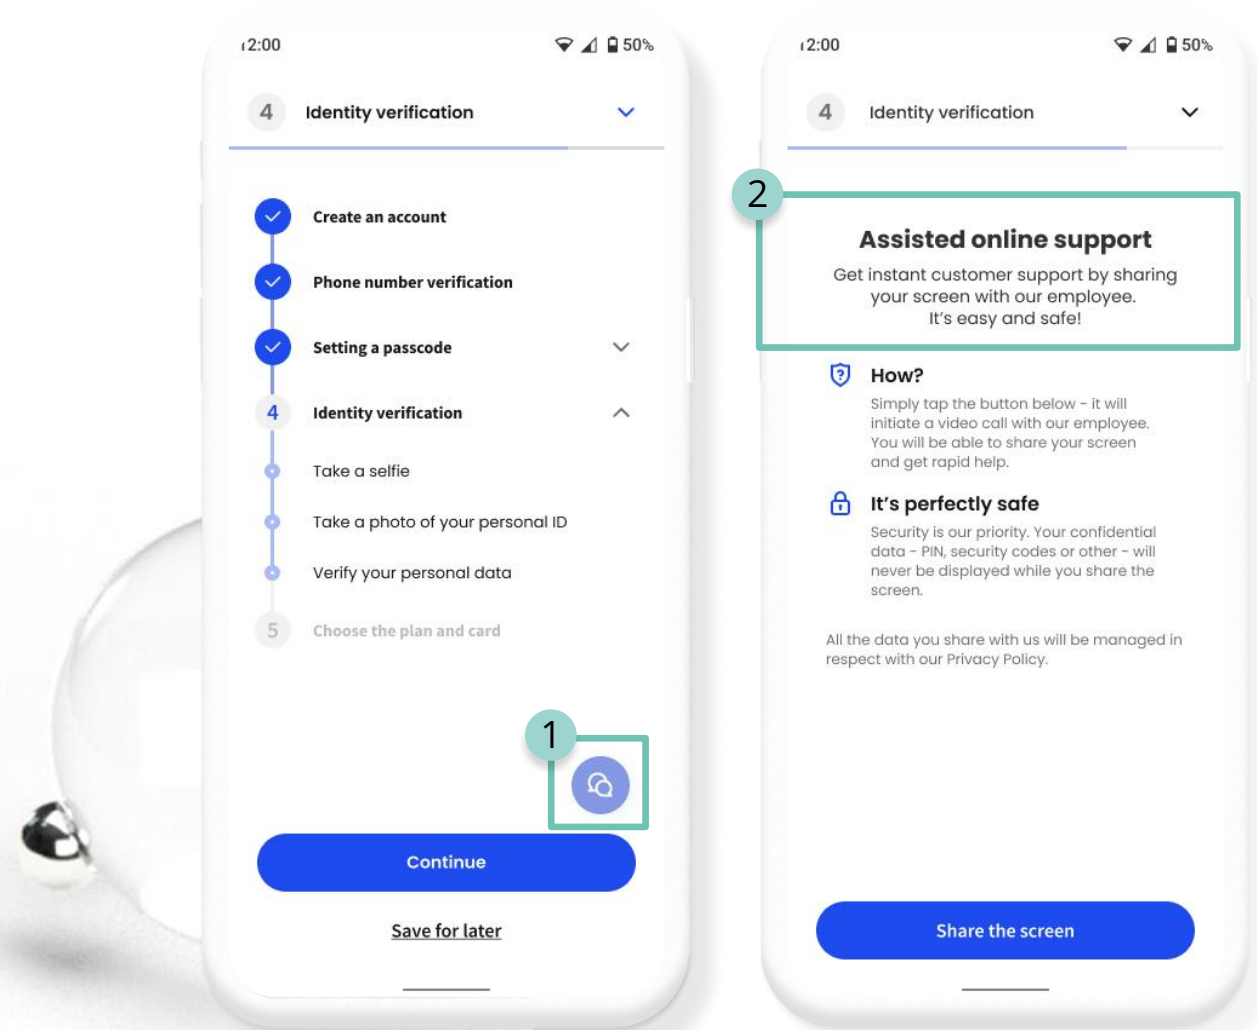 12:00
50%
4
Identity verification
Create an account
Phone number verification
Setting a passcode
4
Identity verification
Take a selfie
Take a photo of your personal ID
Verify your personal data
5
Choose the plan and card
1
Continue
Save for later
12:00
50%
4
Identity verification
2
Assisted online support
Get instant customer support by sharing
your screen with our employee.
It's easy and safe!
How?
Simply tap the button below - it will
initiate a video call with our employee.
You will be able to share your screen
and get rapid help.
It's perfectly safe
Security is our priority. Your confidential
data - PIN, security codes or other - will
never be displayed while you share the
screen.
All the data you share with us will be managed in
respect with our Privacy Policy.
Share the screen